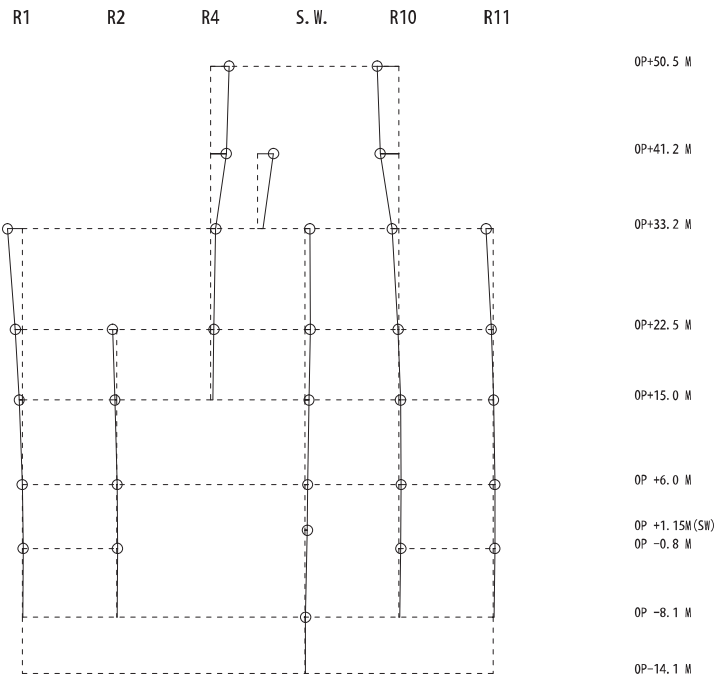 R1 R2 R4 S.W. R10 R11
OP+50.5 M
OP+41.2 M
OP+33.2 M
OP+22.5 M
OP+15.0 M
OP +6.0 M
OP +1.15M(SW)
OP -0.8 M
OP -8.1 M
OP-14.1 M